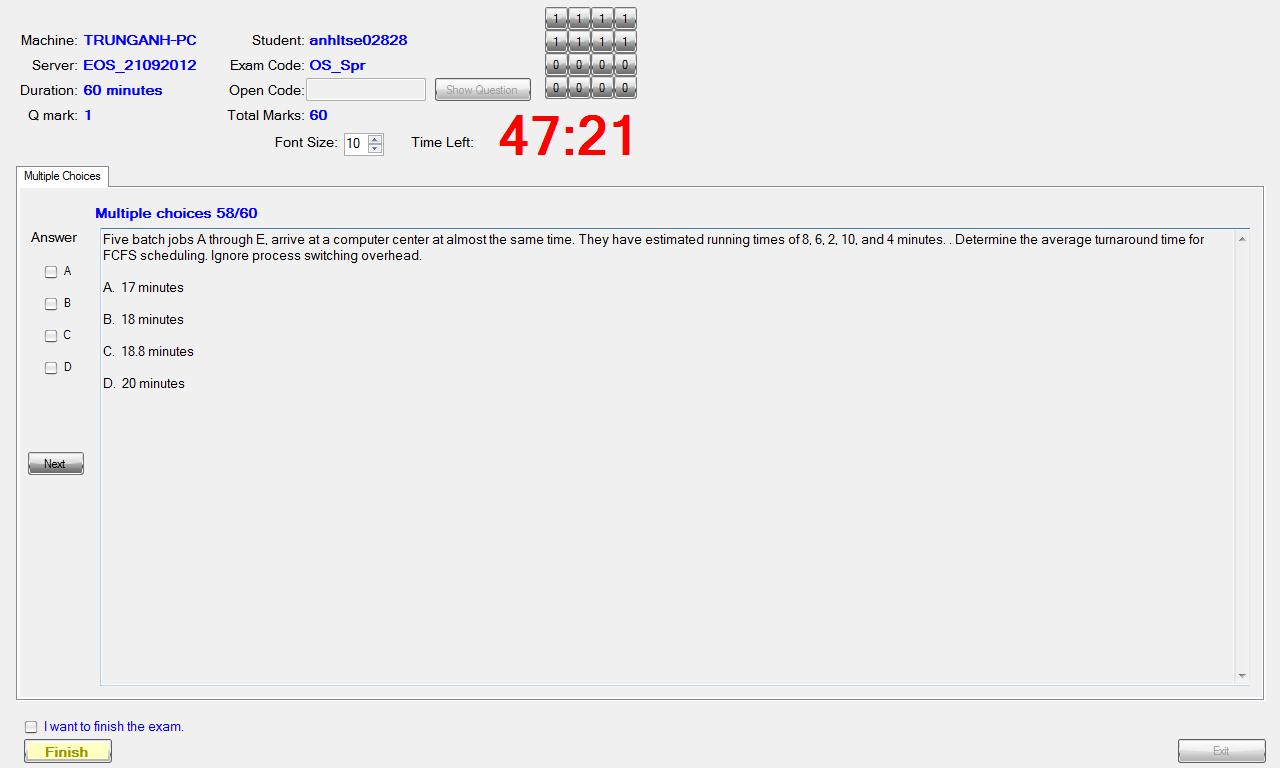 Machine: TRUNGANH-PC
Student: anhltse02828
Server: EOS_21092012
Exam Code: OS_Spr
Duration: 60 minutes
Open Code:
Show Question
Q mark: 1
Total Marks: 60
Font Size: 10
Time Left: 47:21
1 1 1 1
1 1 1 1
0 0 0 0
0 0 0 0
Multiple Choices
Multiple choices 58/60
Answer
A
B
C
D
Next
Five batch jobs A through E, arrive at a computer center at almost the same time. They have estimated running times of 8, 6, 2, 10, and 4 minutes. . Determine the average turnaround time for
FCFS scheduling. Ignore process switching overhead.
A. 17 minutes
B. 18 minutes
C. 18.8 minutes
D. 20 minutes
I want to finish the exam.
Finish
Exit